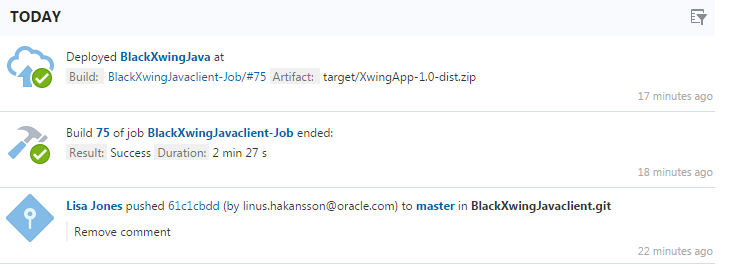 TODAY
Deployed BlackXwingJava at
Build: BlackXwingJavaclient-Job/#75 Artifact: target/XwingApp-1.0-dist.zip
17 minutes ago
Build 75 of job BlackXwingJavaclient-Job ended:
Result: Success Duration: 2 min 27 s
18 minutes ago
Lisa Jones pushed 61c1cbdd (by linus.hakansson@oracle.com) to master in BlackXwingJavaclient.git
Remove comment
22 minutes ago